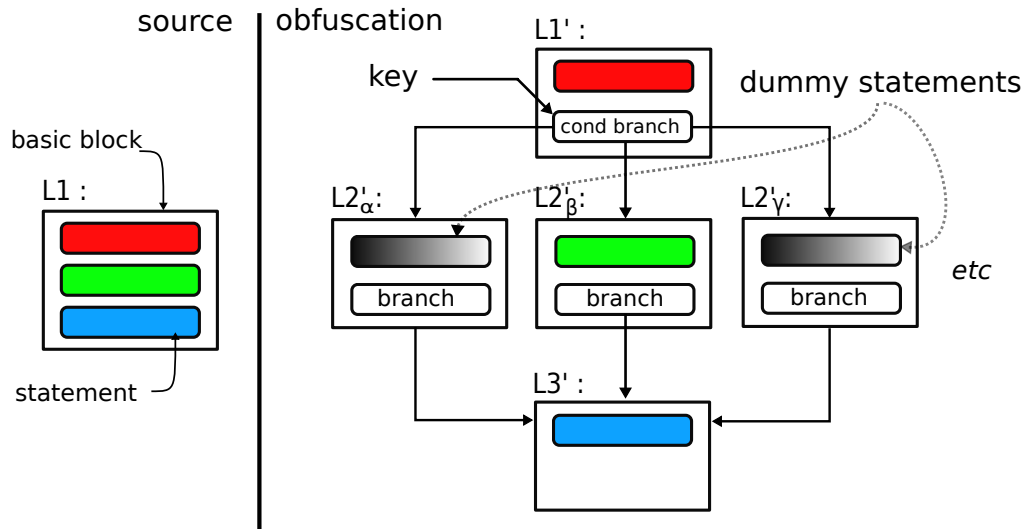 source
obfuscation
L1' :
key
dummy statements
cond branch
basic block
L1 :
L2'α:
L2'β:
L2'γ:
etc
branch
branch
branch
statement
L3' :